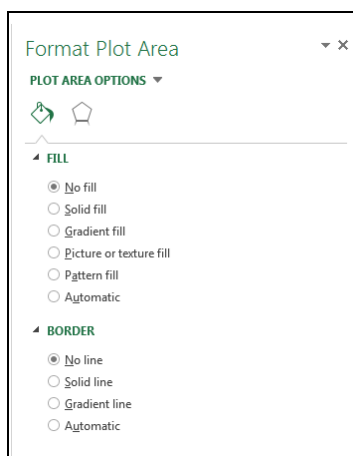 Format Plot Area
PLOT AREA OPTIONS
FILL
No fill
Solid fill
Gradient fill
Picture or texture fill
Pattern fill
Automatic
BORDER
No line
Solid line
Gradient line
Automatic